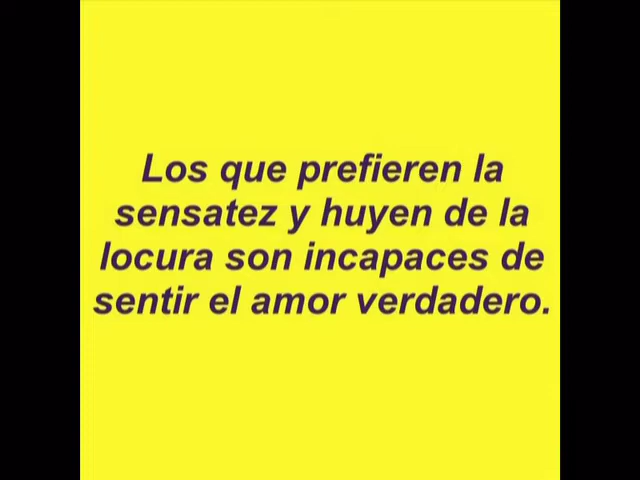 Los que prefieren la
sensatez y huyen de la
locura son incapaces de
sentir el amor verdadero.